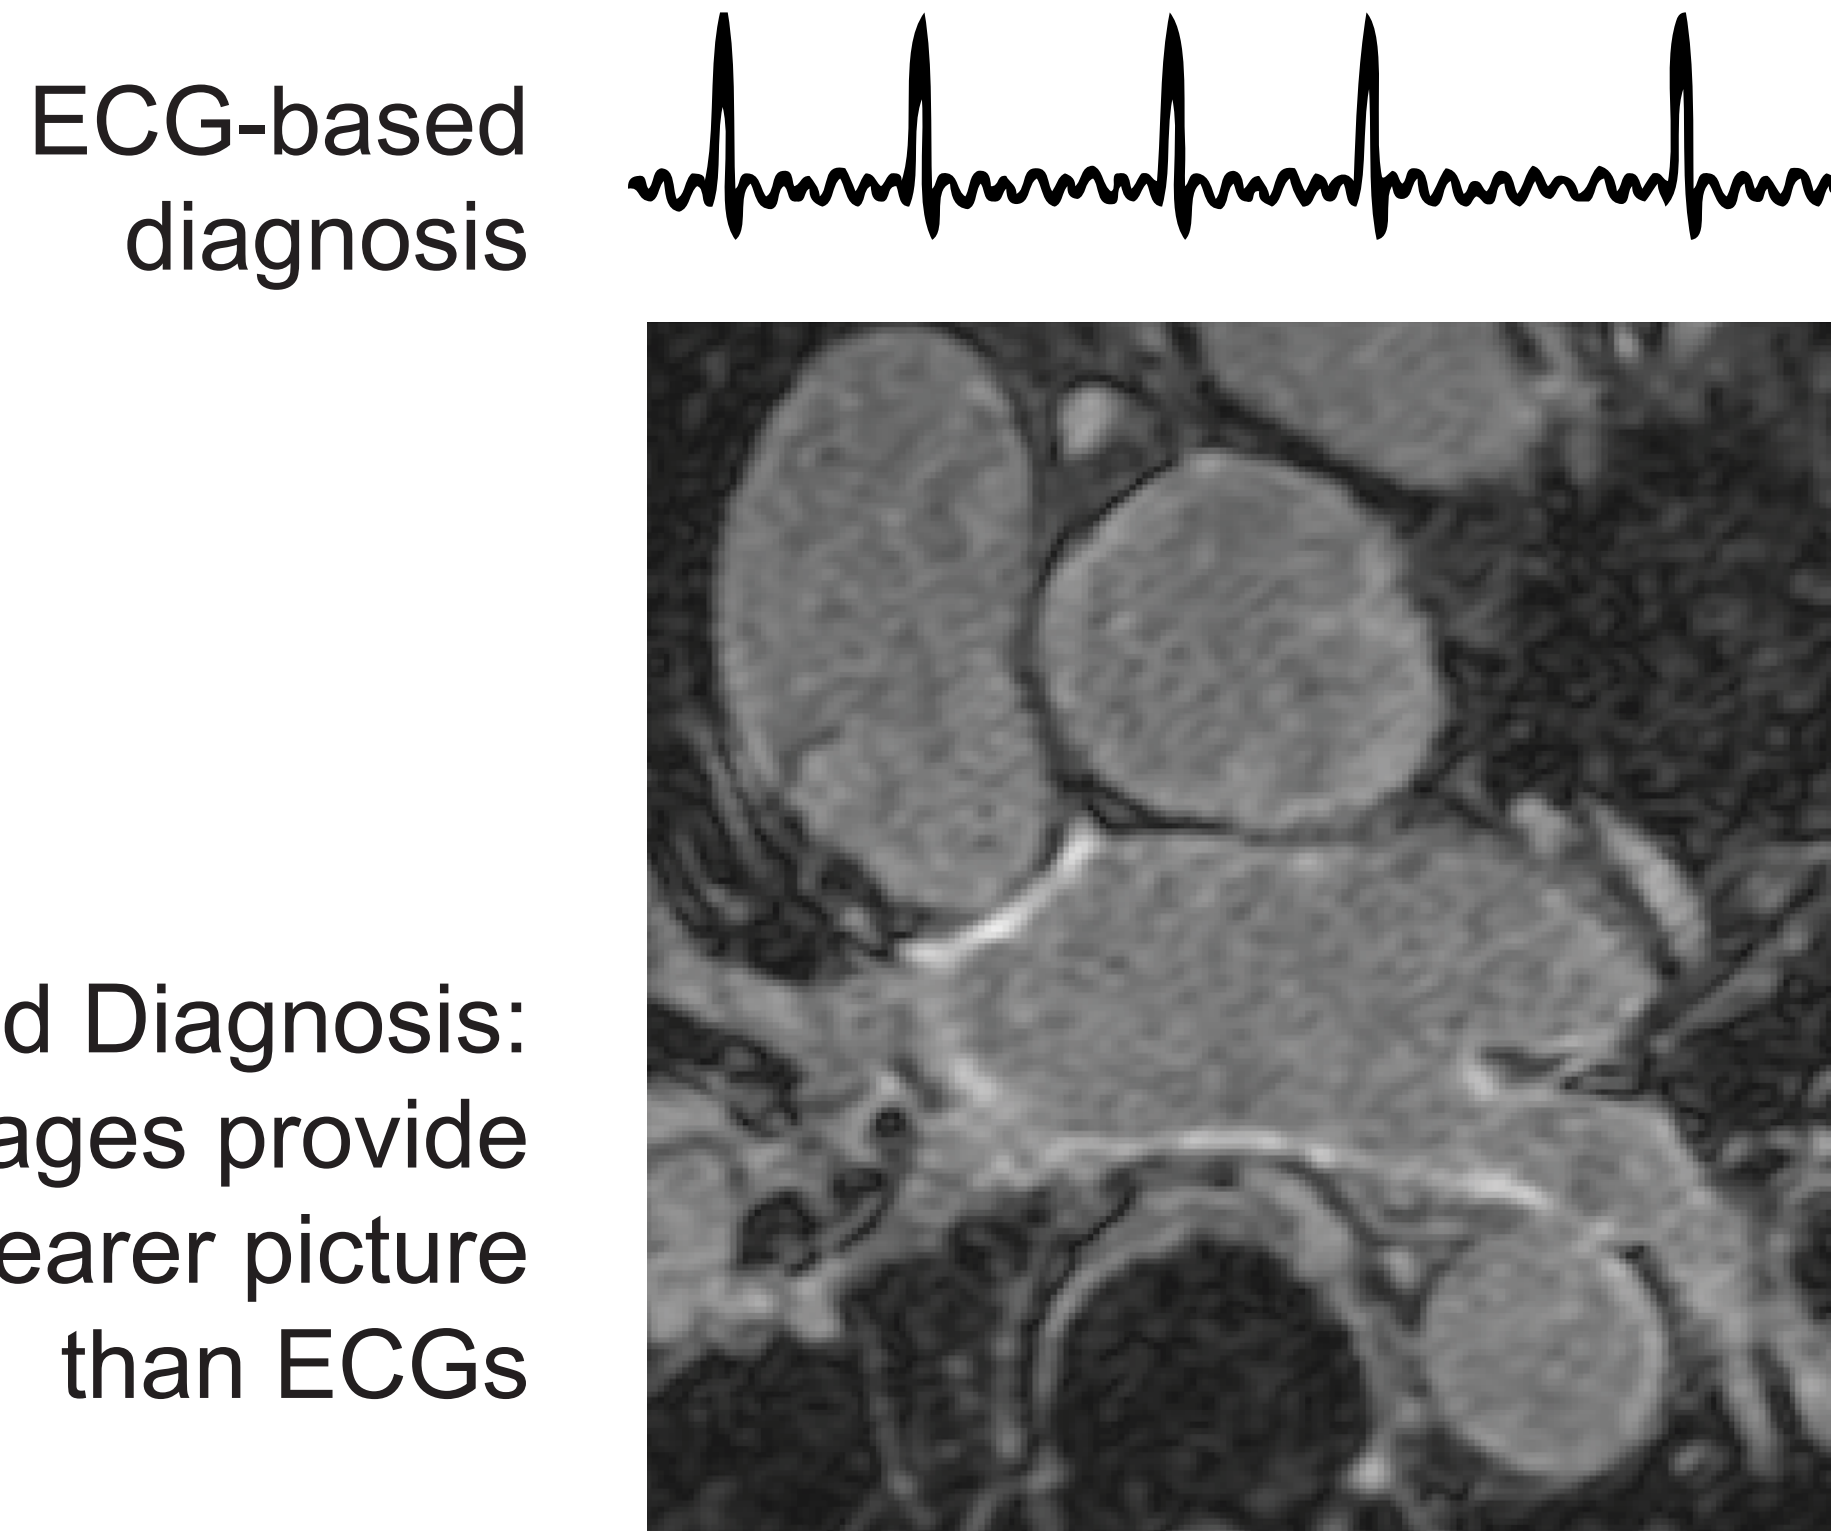 ECG-based
diagnosis
d Diagnosis:
ages provide
earer picture
than ECGs